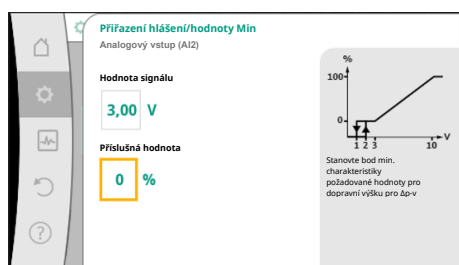 Přiřazení hlášení/hodnoty Min
Analogový vstup (AI2)
Hodnota signálu
3,00 V
Příslušná hodnota
0 %
%
100
0
1 2 3 10 V
Stanovte bod min.
charakteristiky
požadované hodnoty pro
dopravní výšku pro Δp-v
?